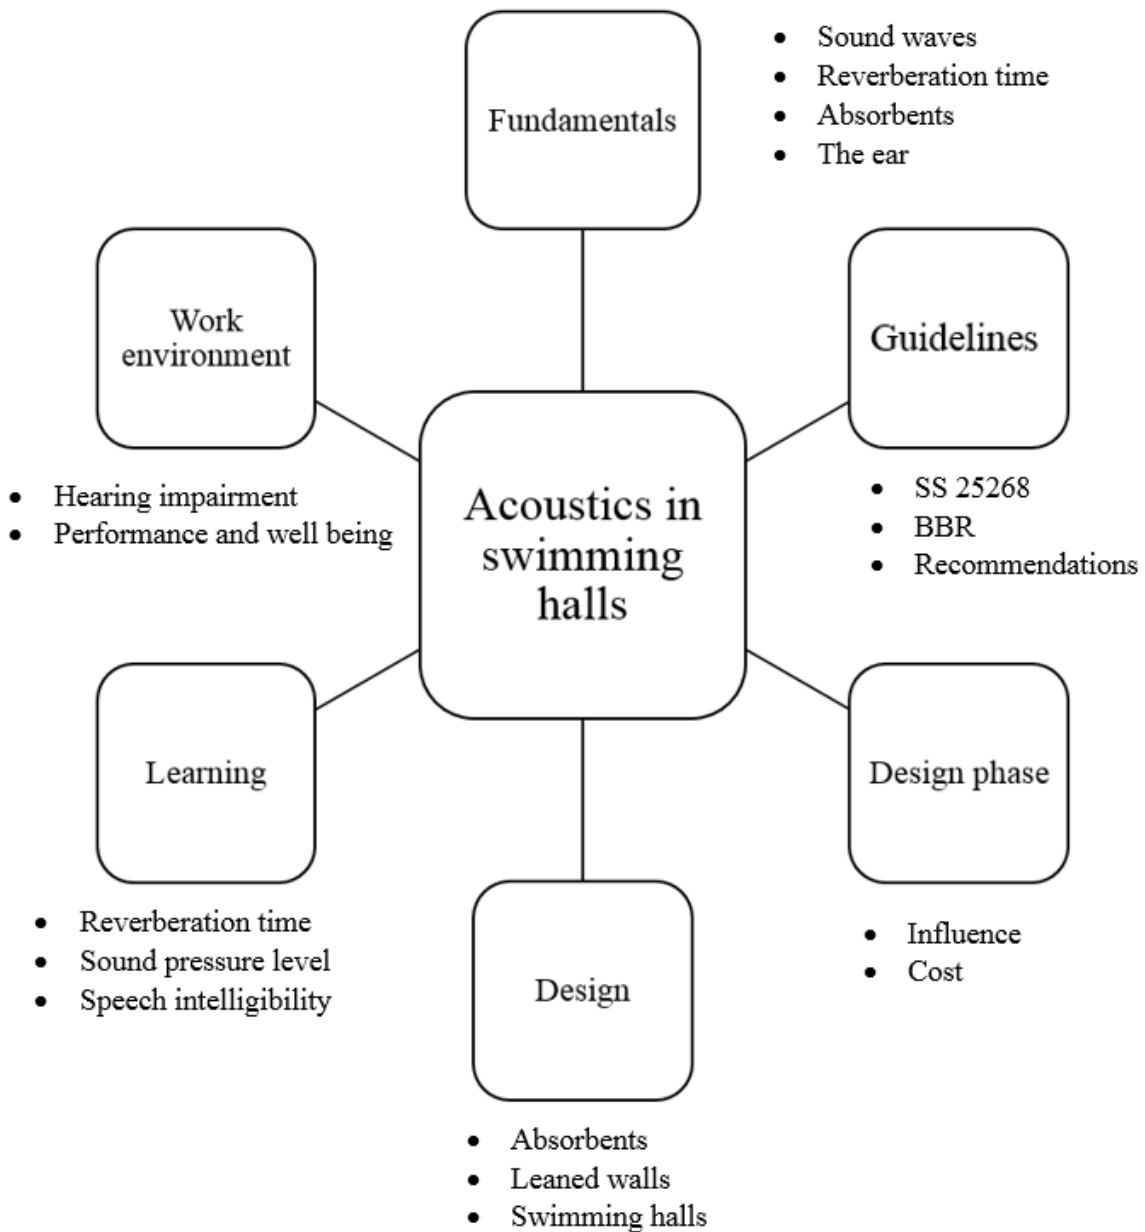 Fundamentals
• Sound waves
• Reverberation time
• Absorbents
• The ear
Work
environment
• Hearing impairment
• Performance and well being
Guidelines
• SS 25268
• BBR
• Recommendations
Acoustics in
swimming
halls
Learning
• Reverberation time
• Sound pressure level
• Speech intelligibility
Design phase
• Influence
• Cost
Design
• Absorbents
• Leaned walls
• Swimming halls